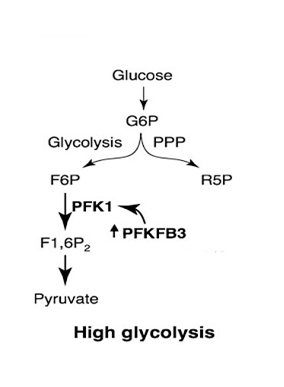 Glucose
G6P
Glycolysis PPP
F6P R5P
PFK1
PFKFB3
F1,6P2
Pyruvate
High glycolysis